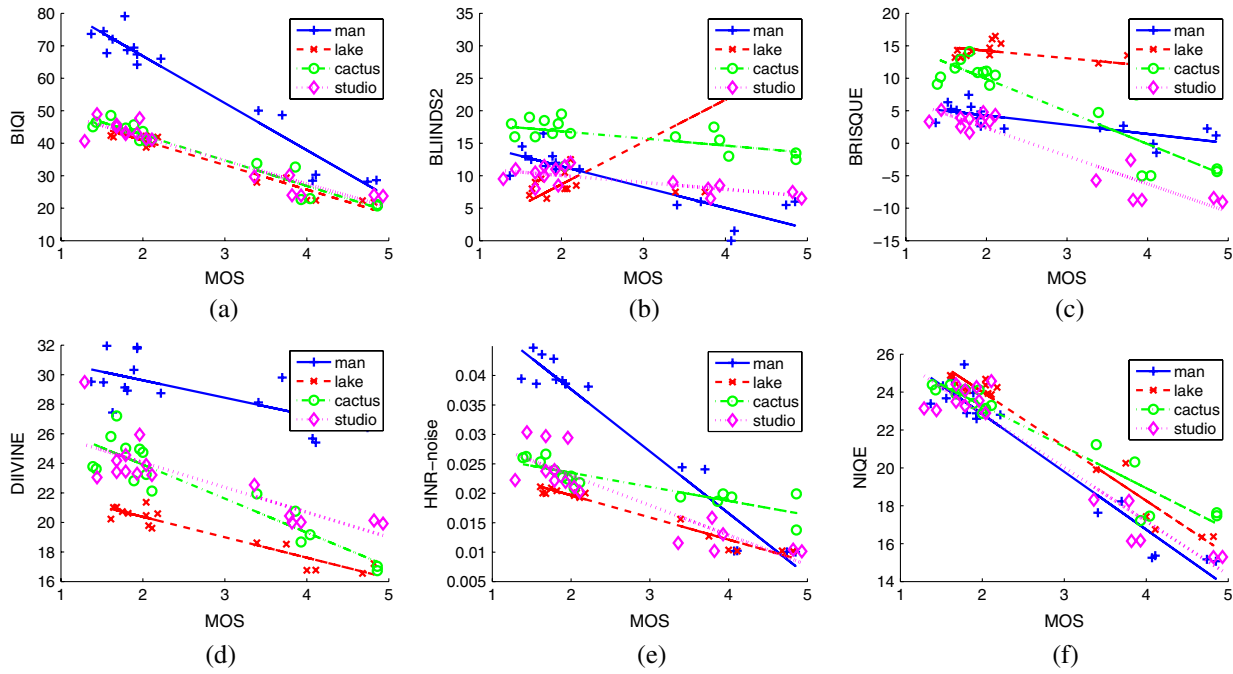 80
70
60
50
40
30
20
10
1 2 3 4 5
BIQI
MOS
man
lake
cactus
studio
(a)
35
30
25
20
15
10
5
0
1 2 3 4 5
BLINDS2
MOS
man
lake
cactus
studio
(b)
25
20
15
10
5
0
−5
−10
−15
1 2 3 4 5
BRISQUE
MOS
man
lake
cactus
studio
(c)
32
30
28
26
24
22
20
18
16
1 2 3 4 5
DIIVINE
MOS
man
lake
cactus
studio
(d)
0.04
0.035
0.03
0.025
0.02
0.015
0.01
0.005
1 2 3 4 5
HNR−noise
MOS
man
lake
cactus
studio
(e)
26
24
22
20
18
16
14
1 2 3 4 5
NIQE
MOS
man
lake
cactus
studio
(f)